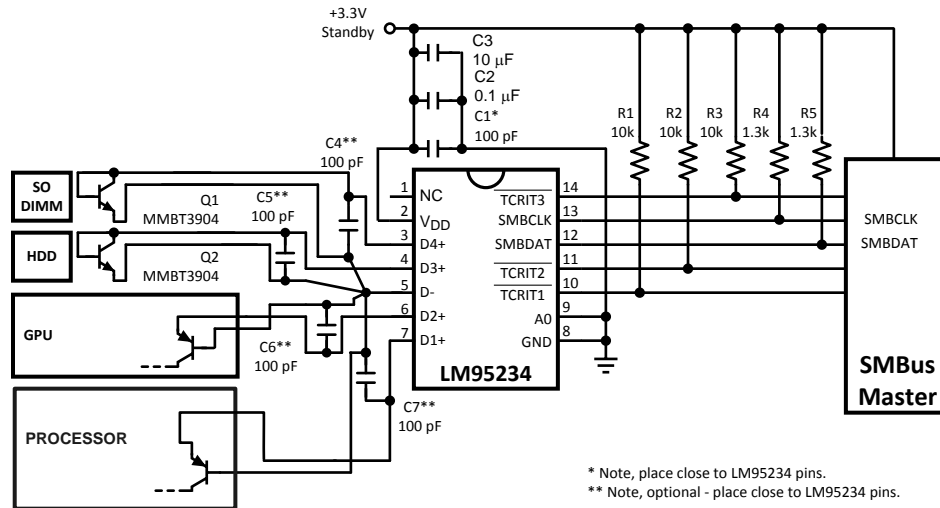 +3.3V
Standby
C3
10 µF
C2
0.1 µF
C1*
100 pF
R1
10k
R2
10k
R3
10k
R4
1.3k
R5
1.3k
C4**
100 pF
SO
DIMM
Q1
MMBT3904
C5**
100 pF
HDD
Q2
MMBT3904
GPU
C6**
100 pF
PROCESSOR
C7**
100 pF
1 NC
2 VDD
3 D4+
4 D3+
5 D-
6 D2+
7 D1+
TCRIT3 14
SMBCLK 13
SMBDAT 12
TCRIT2 11
TCRIT1 10
A0 9
GND 8
LM95234
SMBCLK
SMBDAT
SMBus
Master
* Note, place close to LM95234 pins.
** Note, optional - place close to LM95234 pins.